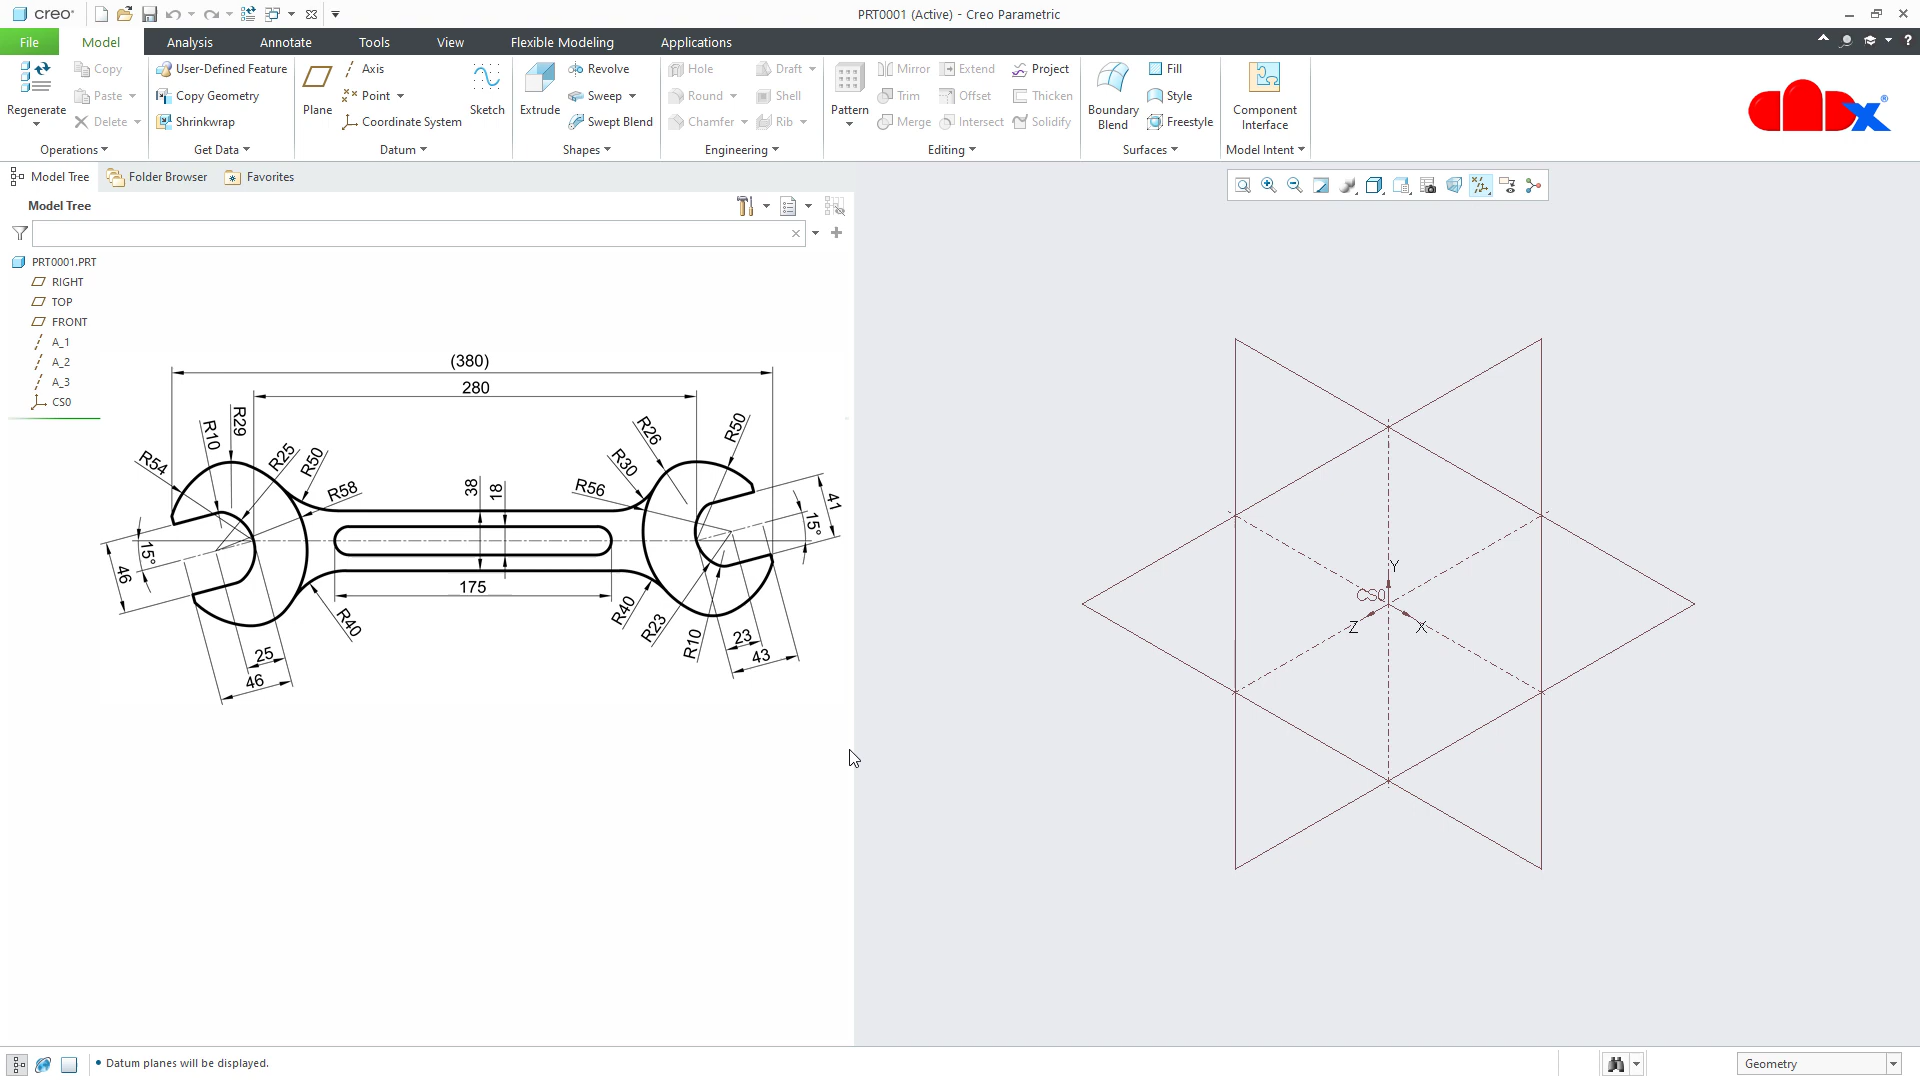 creo®
PRT0001 (Active) - Creo Parametric
File Model Analysis Annotate Tools View Flexible Modeling Applications
Regenerate
Copy
Paste
Delete
Operations
User-Defined Feature
Copy Geometry
Shrinkwrap
Get Data
Plane
Axis
Point
Coordinate System
Sketch
Datum
Extrude
Revolve
Sweep
Swept Blend
Shapes
Hole
Draft
Round
Shell
Chamfer
Rib
Engineering
Pattern
Mirror
Extend
Project
Trim
Offset
Thicken
Merge
Intersect
Solidify
Editing
Boundary
Blend
Fill
Style
Freestyle
Surfaces
Component
Interface
Model Intent
CADX®
Model Tree Folder Browser Favorites
Model Tree
PRT0001.PRT
RIGHT
TOP
FRONT
A_1
A_2
A_3
CS0
(380)
280
R29
R10
R54
R25
R50
R58
38
18
R56
R30
R26
R50
41
15°
15°
46
175
R40
R40
R23
R10
23
43
25
46
Y
CS0
Z
X
• Datum planes will be displayed.
Geometry